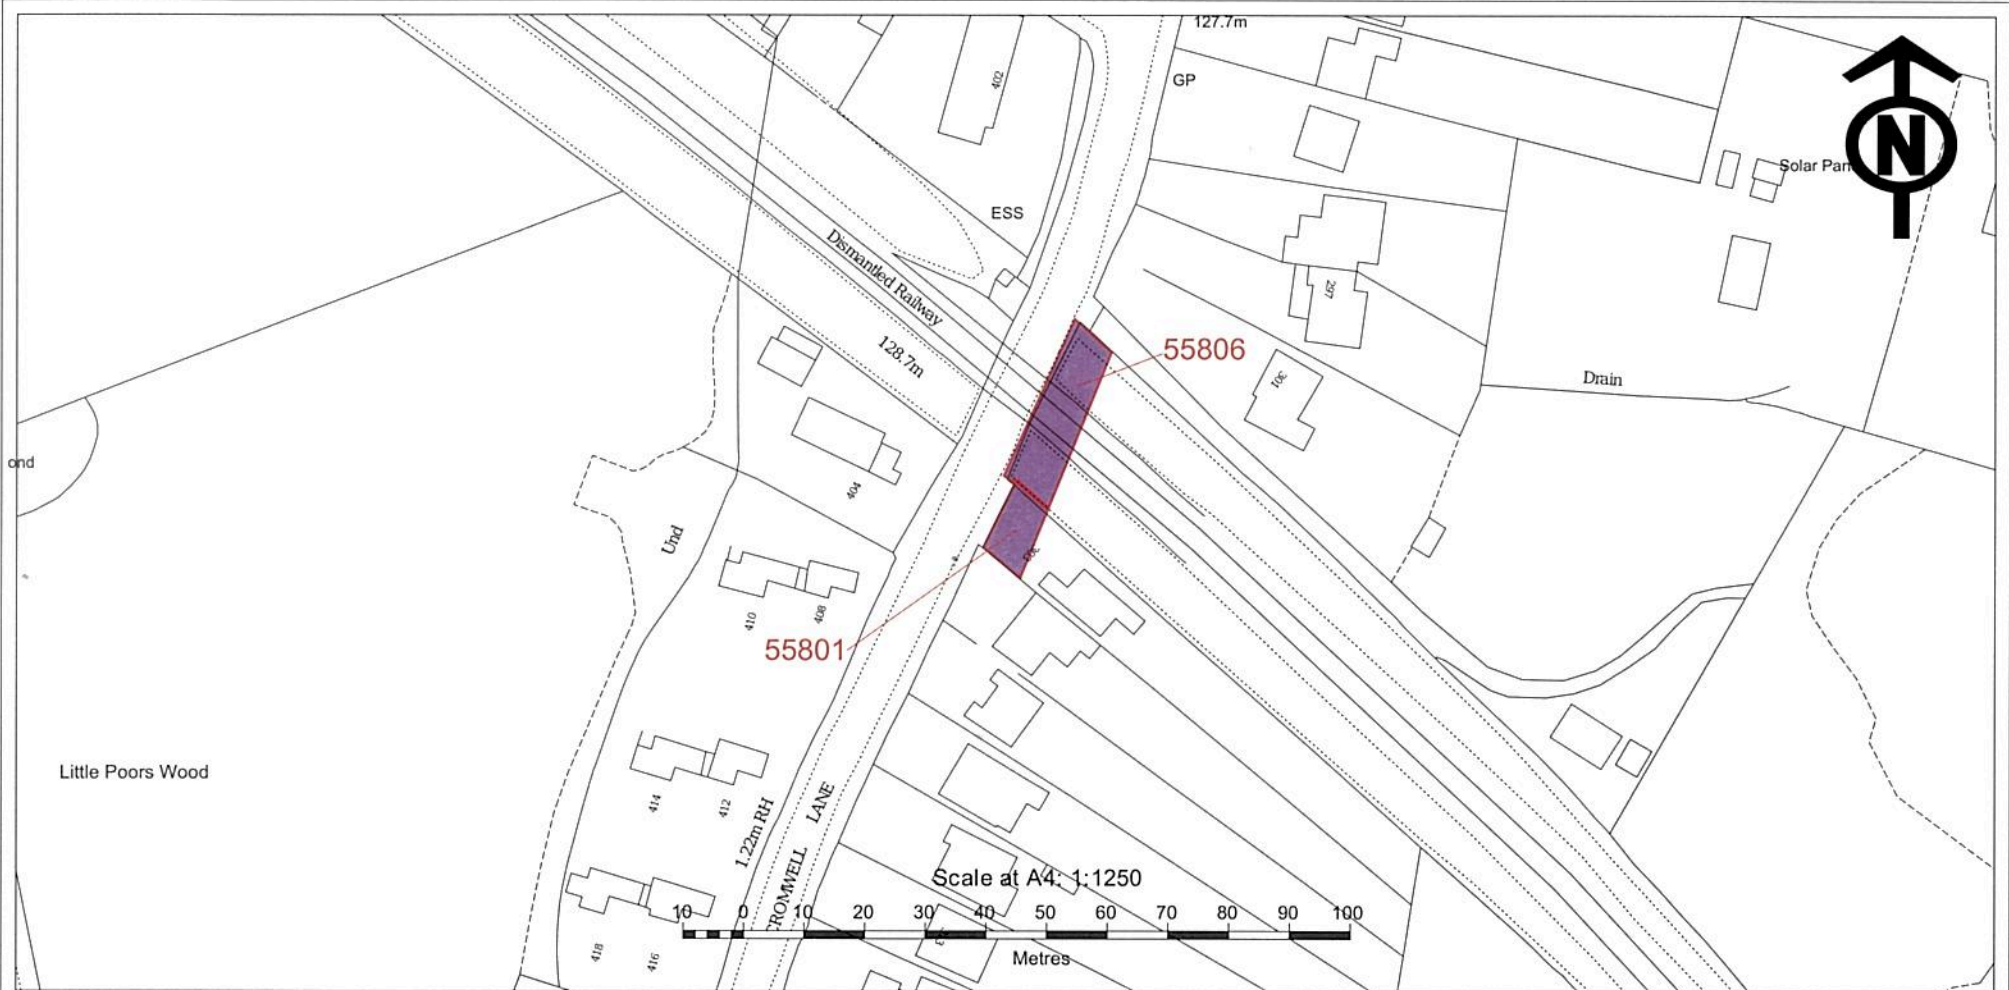 127.7m
402
GP
N
Solar Pan
ESS
Dismantled Railway
297
128.7m
55806
301
Drain
ond
404
Und
410
408
55801
Little Poors Wood
414
412
1.22m RH
CROMWELL LANE
Scale at A4: 1:1250
10 0 10 20 30 40 50 60 70 80 90 100
Metres
418
416